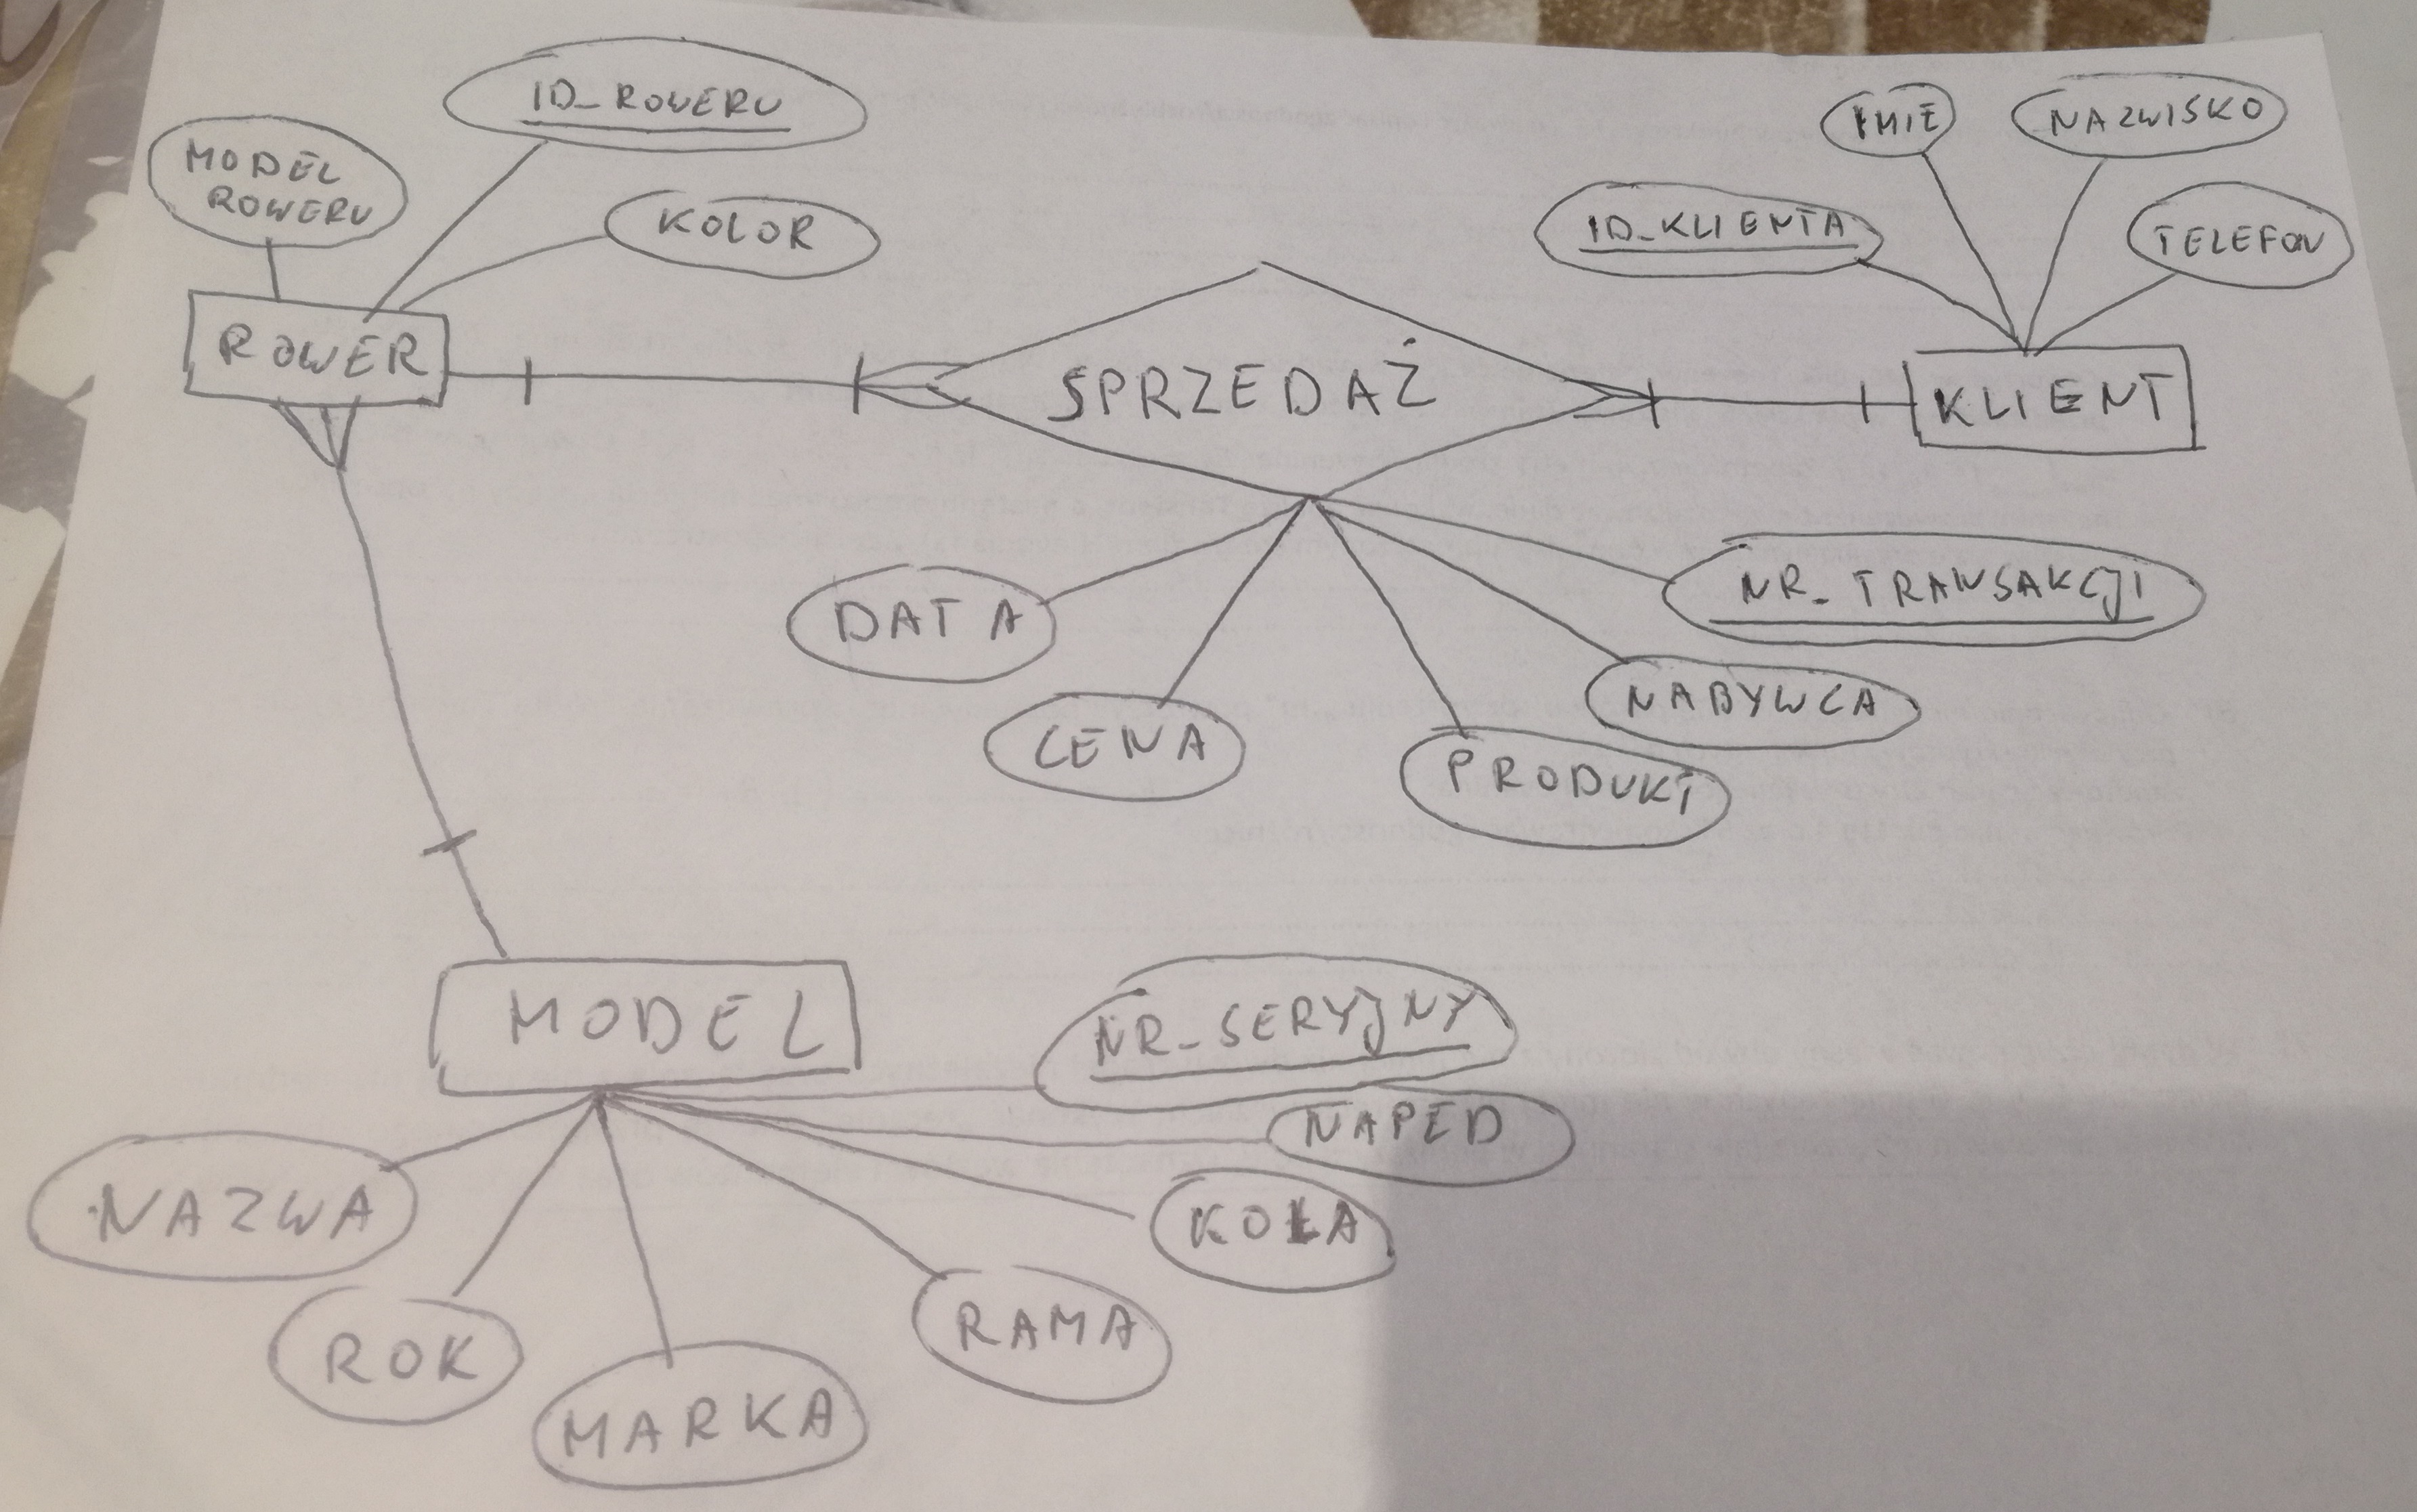 ID_ROWERU
MODEL
ROWERU
KOLOR
IMIE
NAZWISKO
ID_KLIENTA
TELEFON
ROWER
SPRZEDAŻ
KLIENT
DATA
NR_TRANSAKCJI
CENA
NABYWCA
PRODUKT
MODEL
NR_SERYJNY
NAPED
NAZWA
KOŁA
ROK
RAMA
MARKA